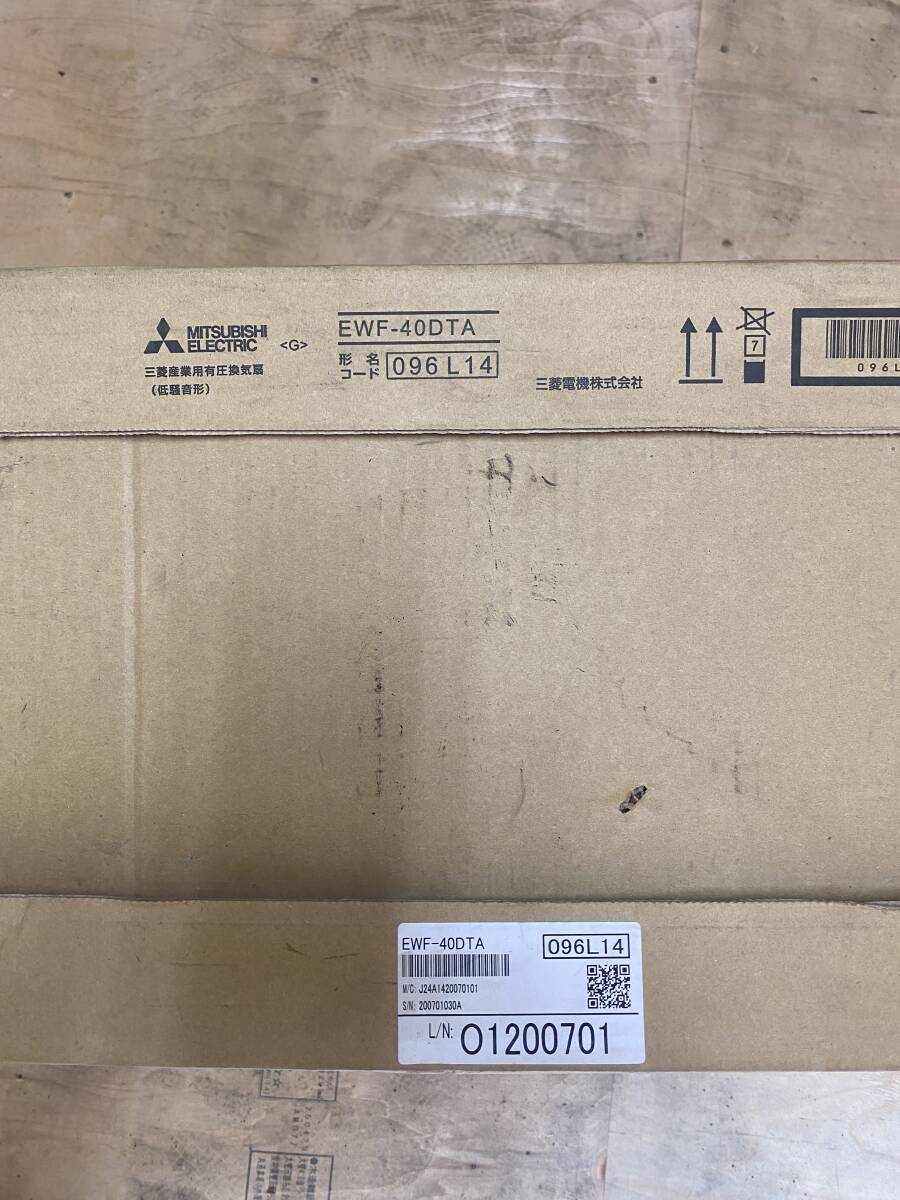 MITSUBISHI
ELECTRIC
<G>
三菱産業用有圧換気扇
(低騒音形)
EWF-40DTA
形名
コード
096L14
三菱電機株式会社
7
096L
EWF-40DTA
096L14
M/C: J24A1420070101
S/N: 200701030A
L/N: O1200701